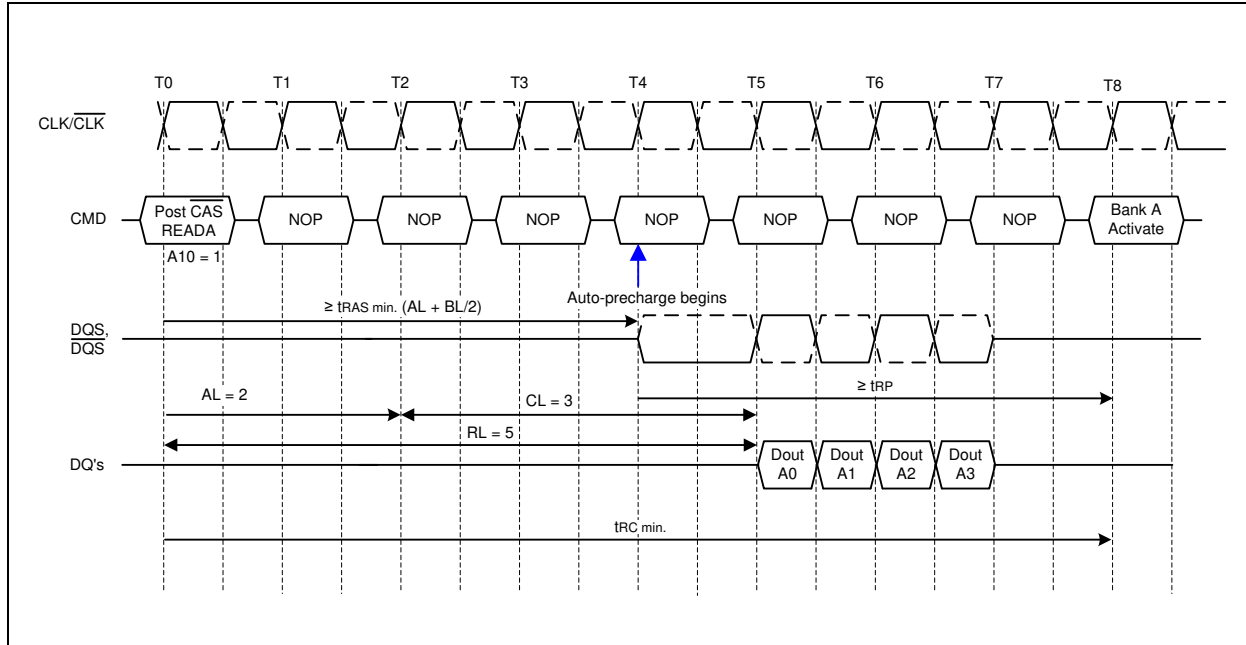 T0 T1 T2 T3 T4 T5 T6 T7 T8
CLK/CLK
CMD
Post CAS
READA
NOP NOP NOP NOP NOP NOP NOP
Bank A
Activate
A10 = 1
Auto-precharge begins
≥ tRAS min. (AL + BL/2)
DQS,
DQS
≥ tRP
AL = 2
CL = 3
RL = 5
DQ's
Dout
A0
Dout
A1
Dout
A2
Dout
A3
tRC min.